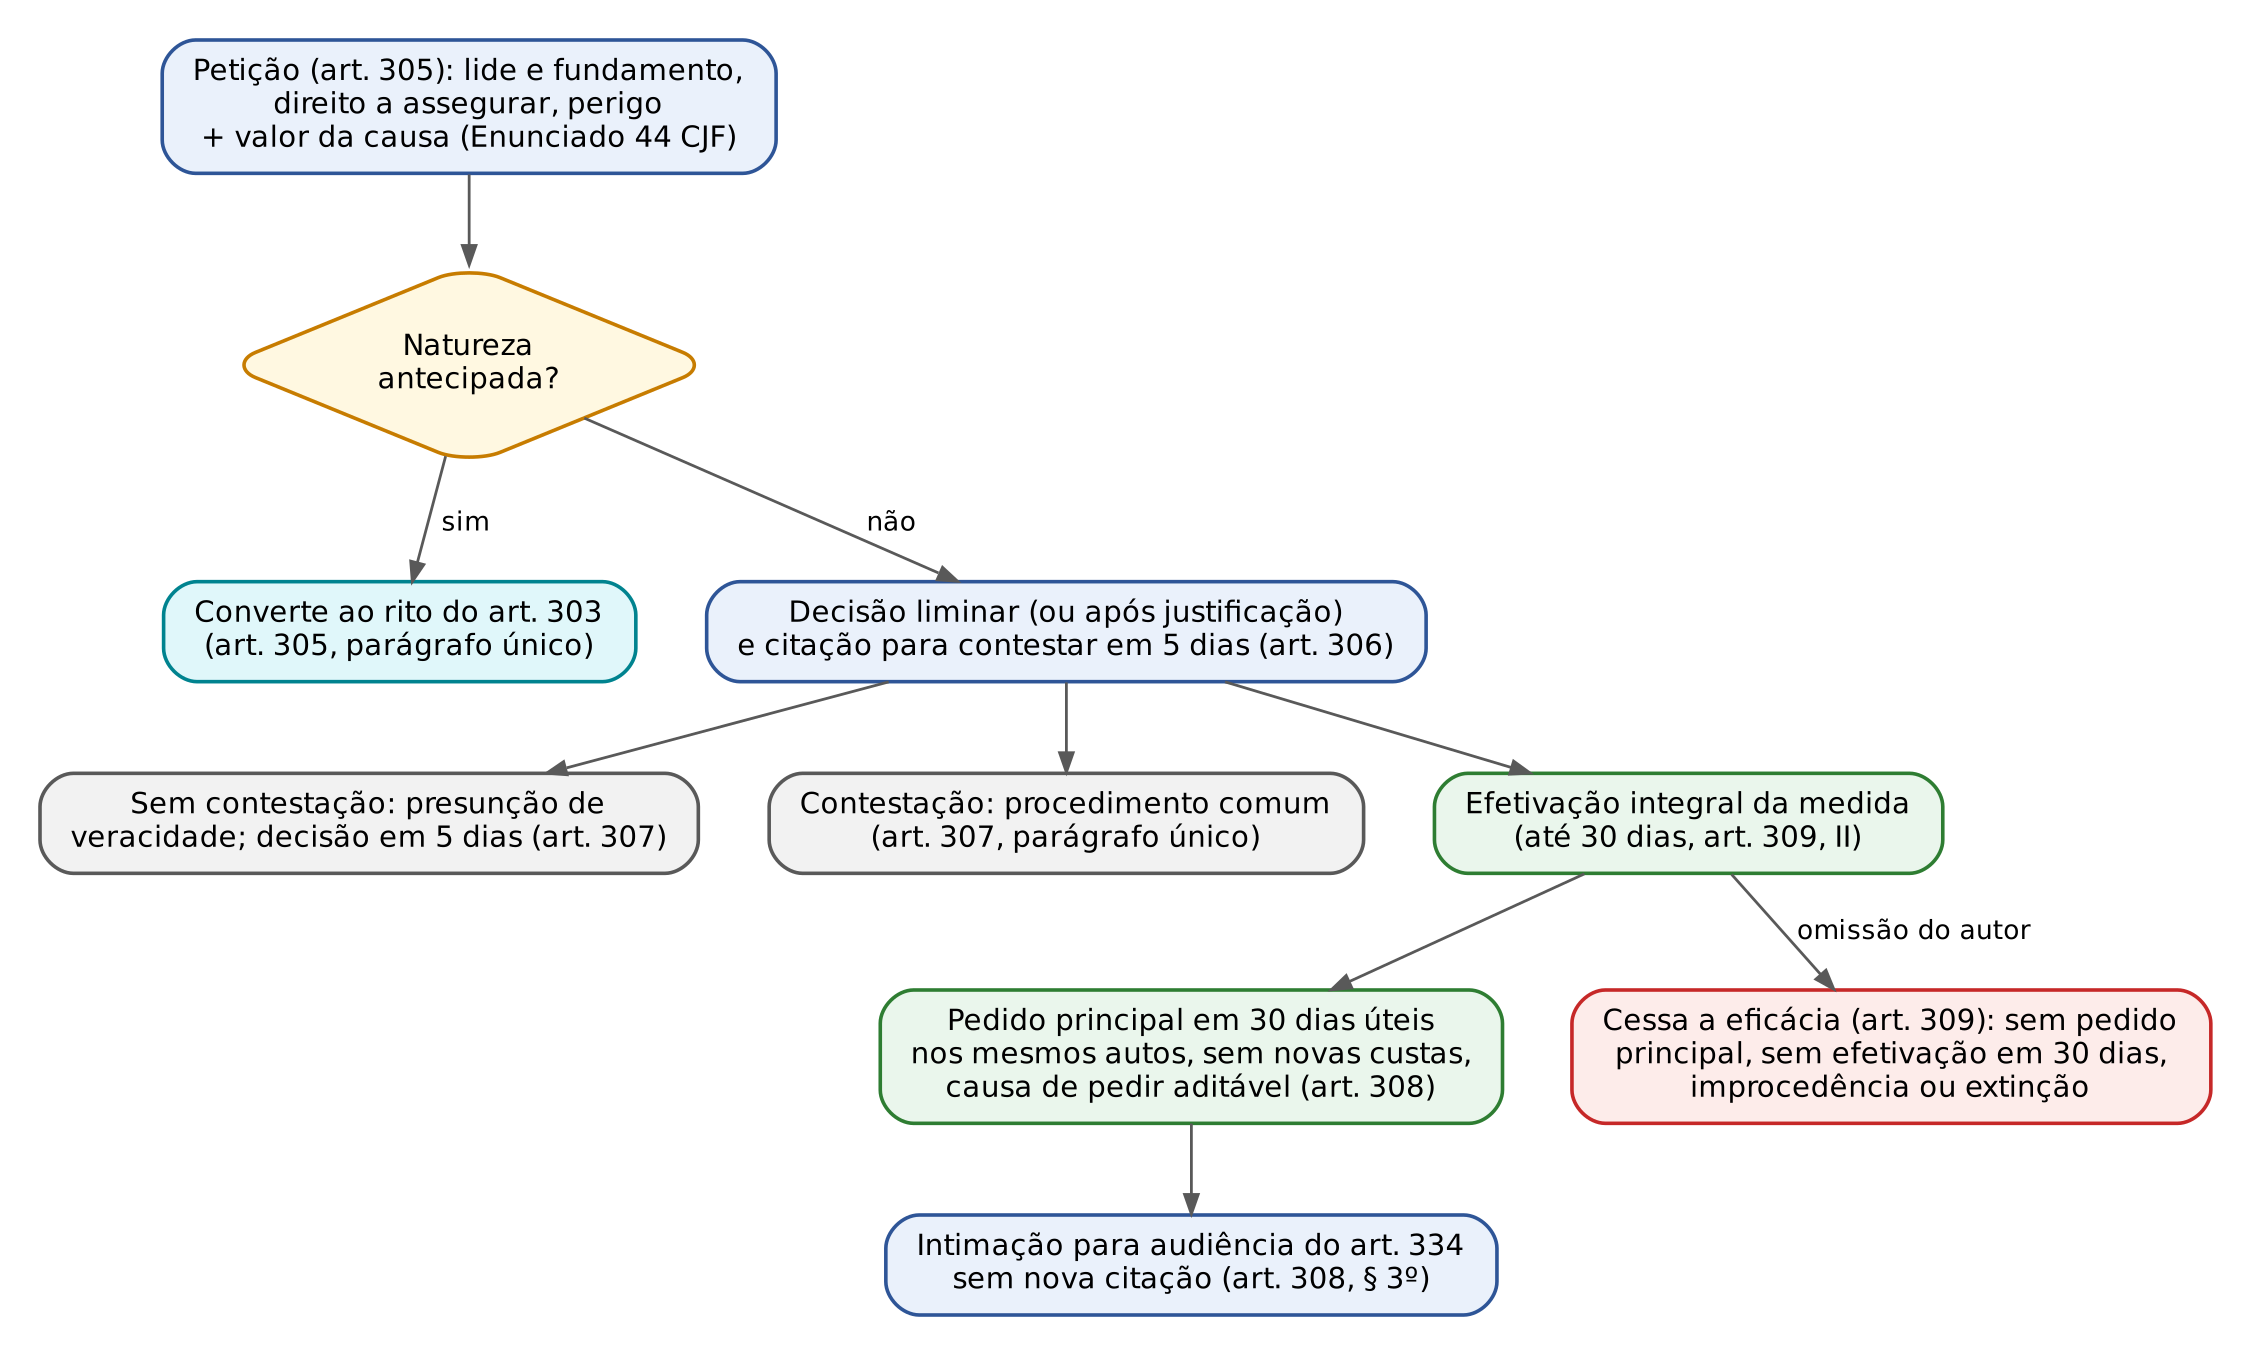 Petição (art. 305): lide e fundamento,
direito a assegurar, perigo
+ valor da causa (Enunciado 44 CJF)
Natureza
antecipada?
sim
não
Converte ao rito do art. 303
(art. 305, parágrafo único)
Decisão liminar (ou após justificação)
e citação para contestar em 5 dias (art. 306)
Sem contestação: presunção de
veracidade; decisão em 5 dias (art. 307)
Contestação: procedimento comum
(art. 307, parágrafo único)
Efetivação integral da medida
(até 30 dias, art. 309, II)
omissão do autor
Pedido principal em 30 dias úteis
nos mesmos autos, sem novas custas,
causa de pedir aditável (art. 308)
Cessa a eficácia (art. 309): sem pedido
principal, sem efetivação em 30 dias,
improcedência ou extinção
Intimação para audiência do art. 334
sem nova citação (art. 308, § 3º)